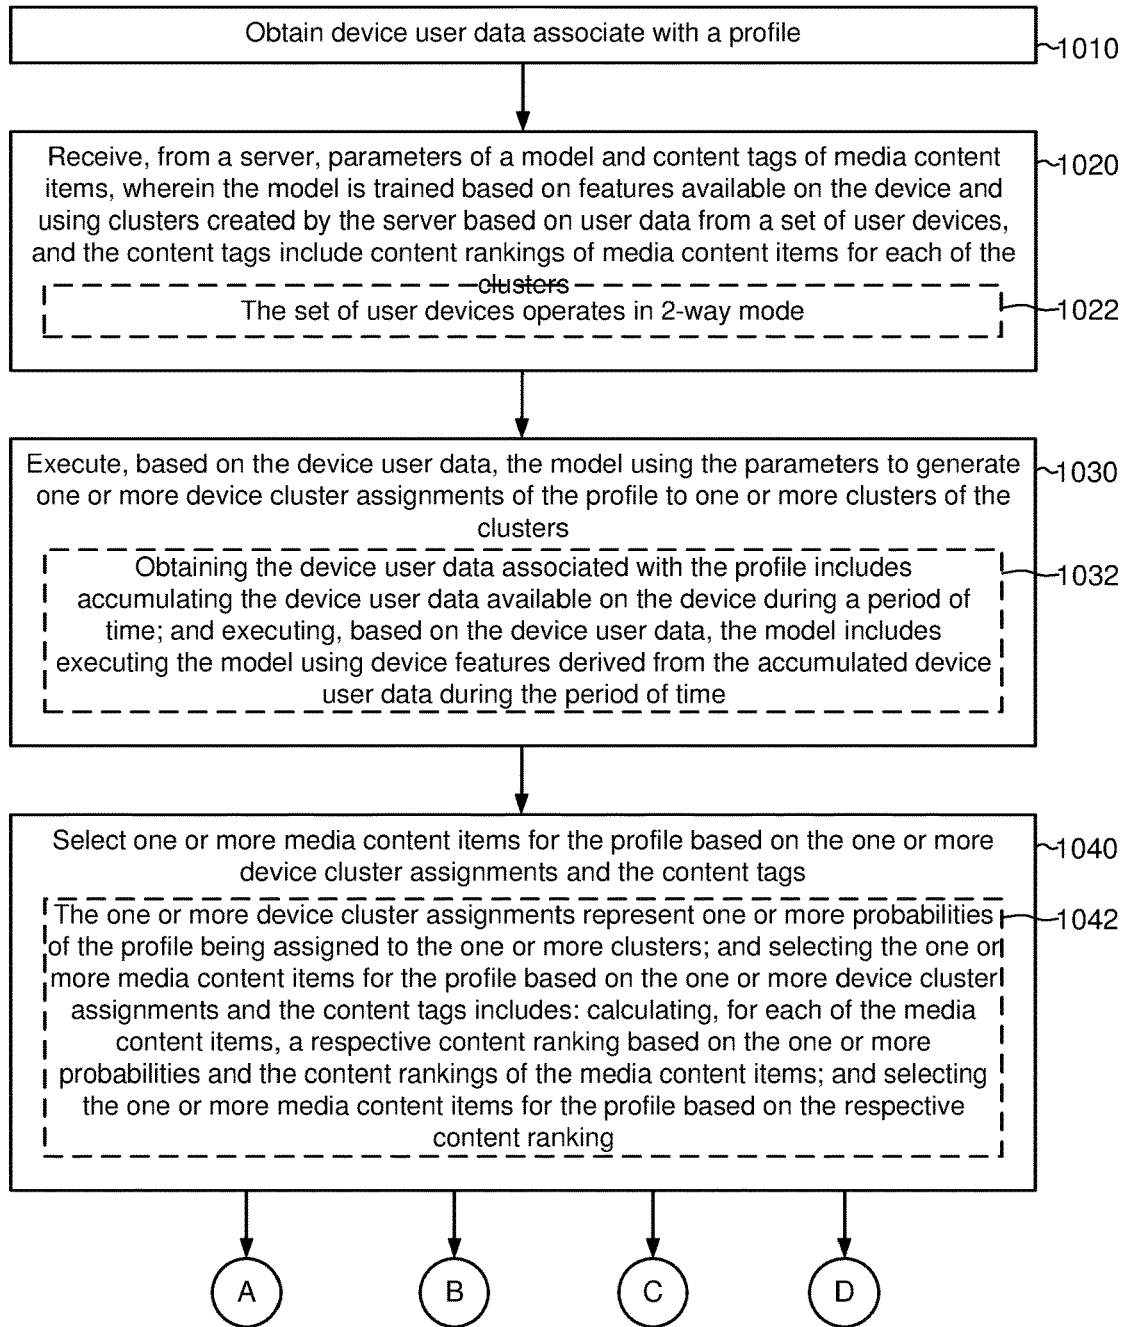 Obtain device user data associate with a profile
1010
Receive, from a server, parameters of a model and content tags of media content
items, wherein the model is trained based on features available on the device and
using clusters created by the server based on user data from a set of user devices,
and the content tags include content rankings of media content items for each of the
clusters
1020
The set of user devices operates in 2-way mode
1022
Execute, based on the device user data, the model using the parameters to generate
one or more device cluster assignments of the profile to one or more clusters of the
clusters
1030
Obtaining the device user data associated with the profile includes
accumulating the device user data available on the device during a period of
time; and executing, based on the device user data, the model includes
executing the model using device features derived from the accumulated device
user data during the period of time
1032
Select one or more media content items for the profile based on the one or more
device cluster assignments and the content tags
1040
The one or more device cluster assignments represent one or more probabilities
of the profile being assigned to the one or more clusters; and selecting the one or
more media content items for the profile based on the one or more device cluster
assignments and the content tags includes: calculating, for each of the media
content items, a respective content ranking based on the one or more
probabilities and the content rankings of the media content items; and selecting
the one or more media content items for the profile based on the respective
content ranking
1042
A
B
C
D